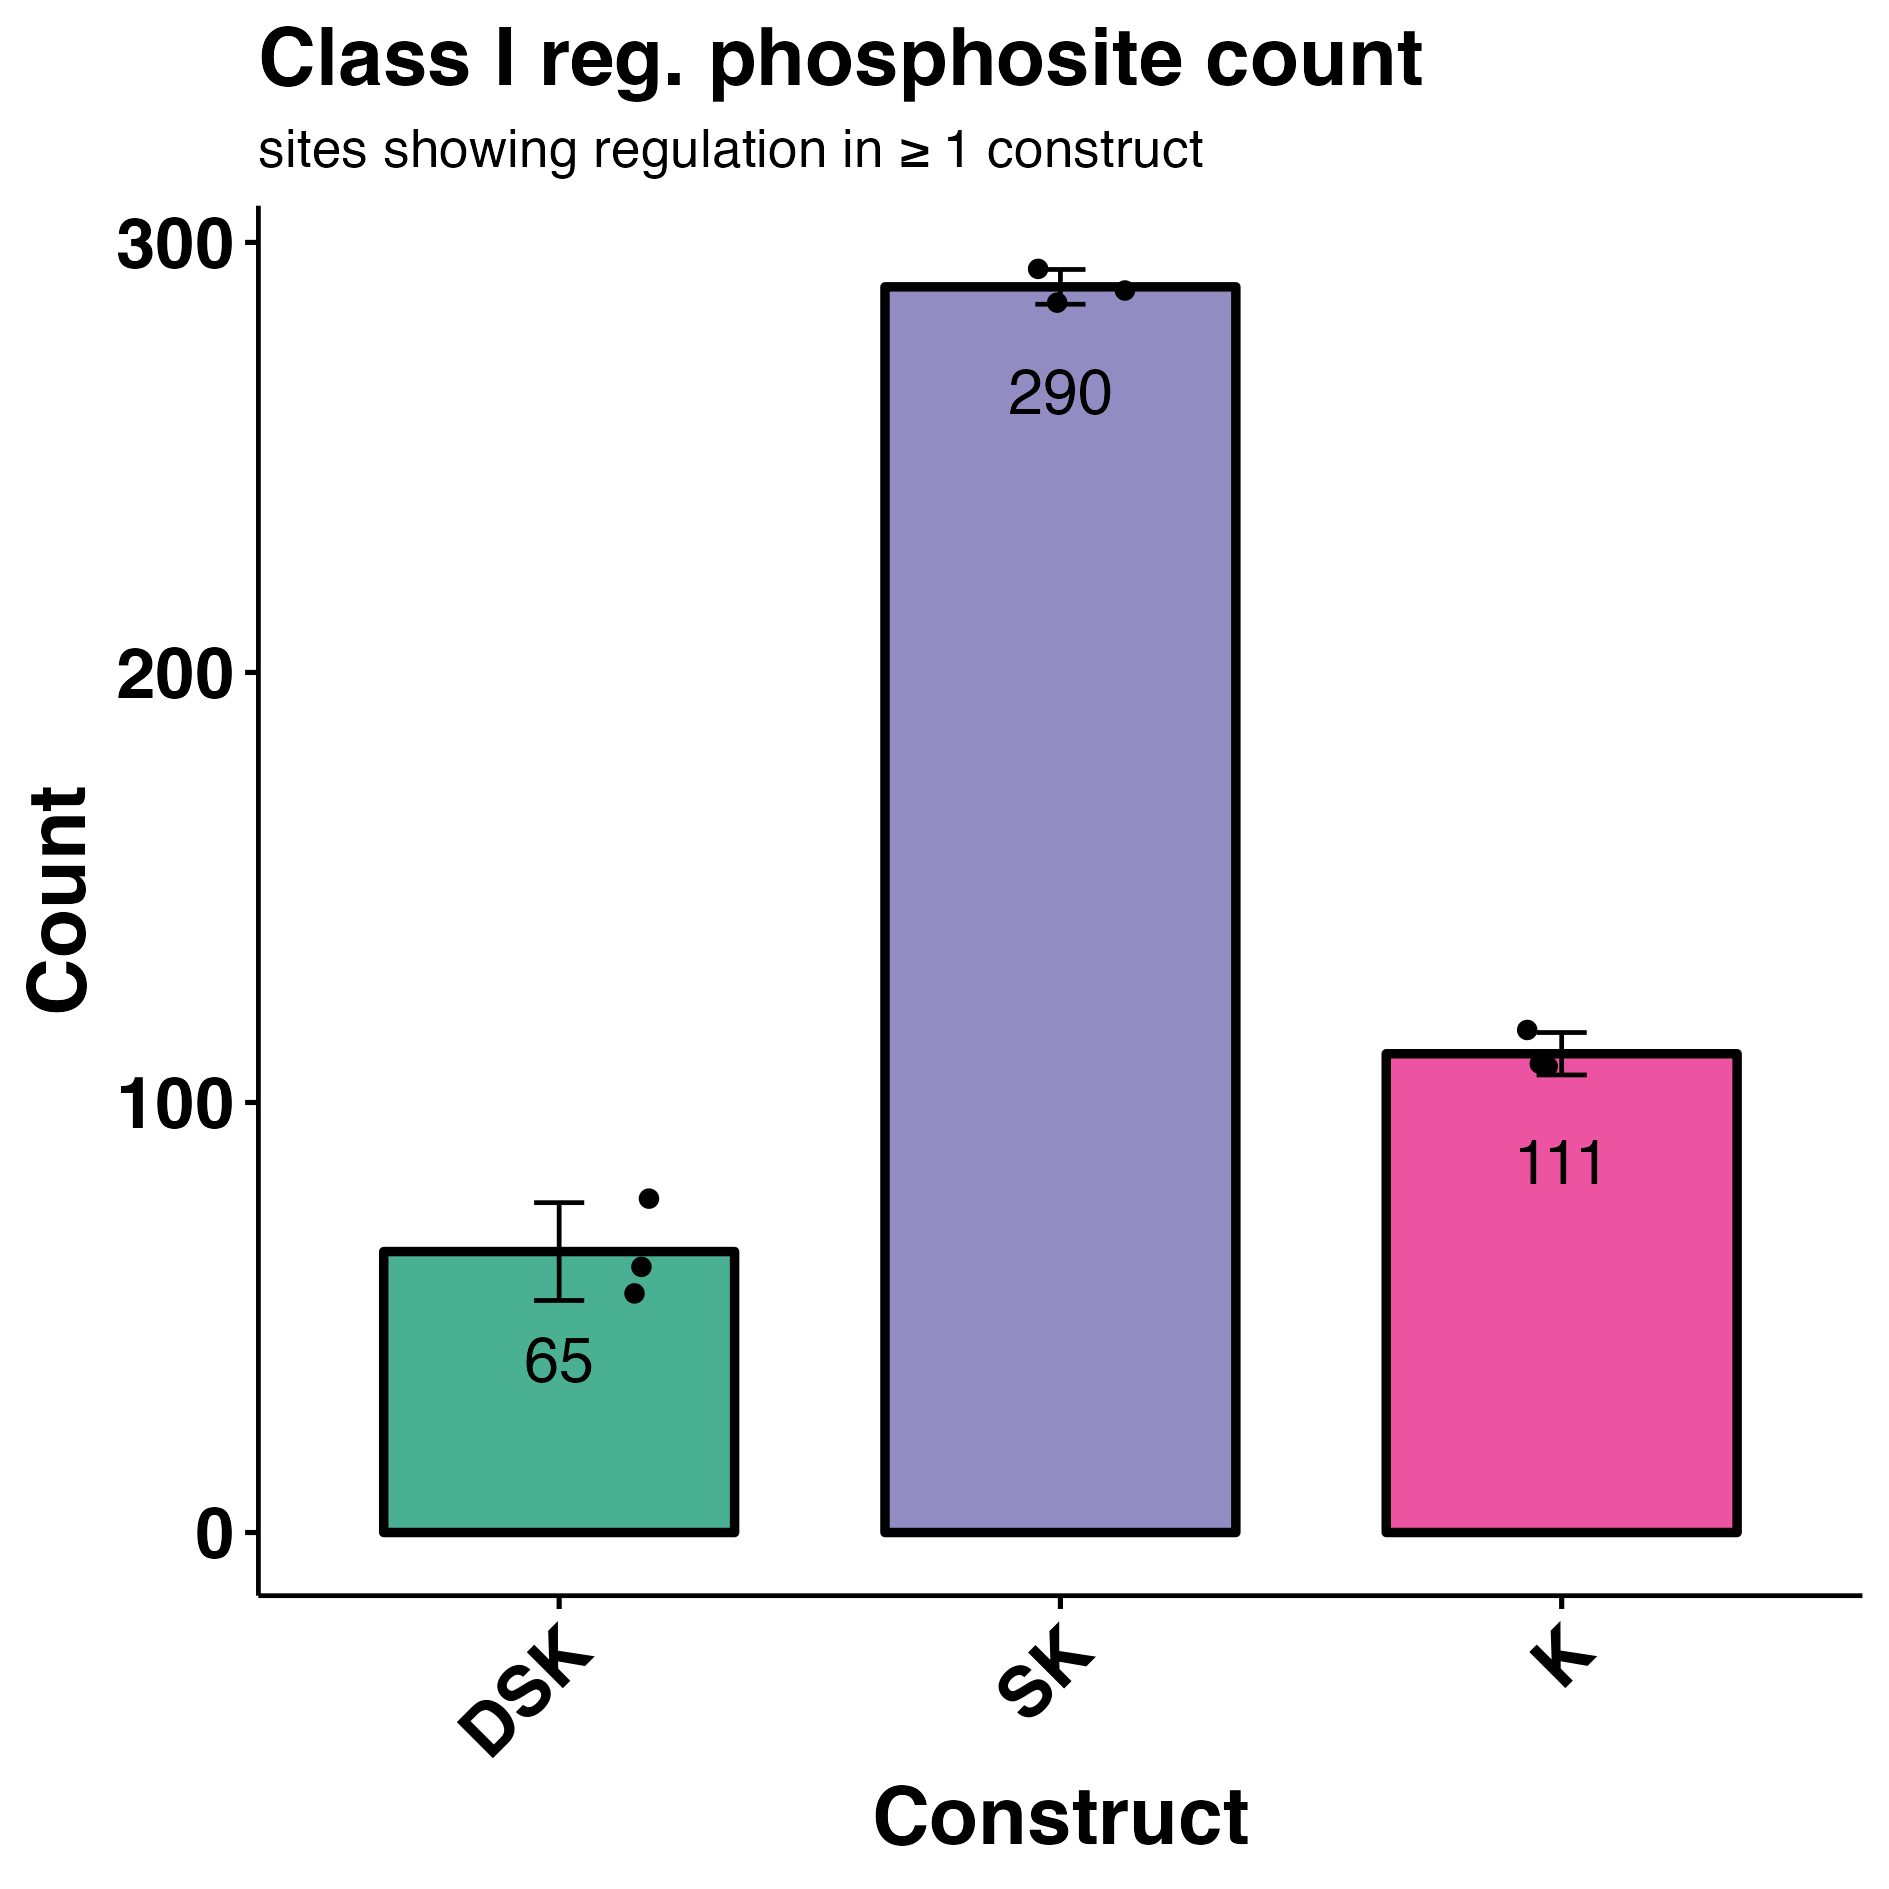 Class I reg. phosphosite count
sites showing regulation in ≥ 1 construct
300
200
100
0
Count
290
111
65
DSK
SK
K
Construct